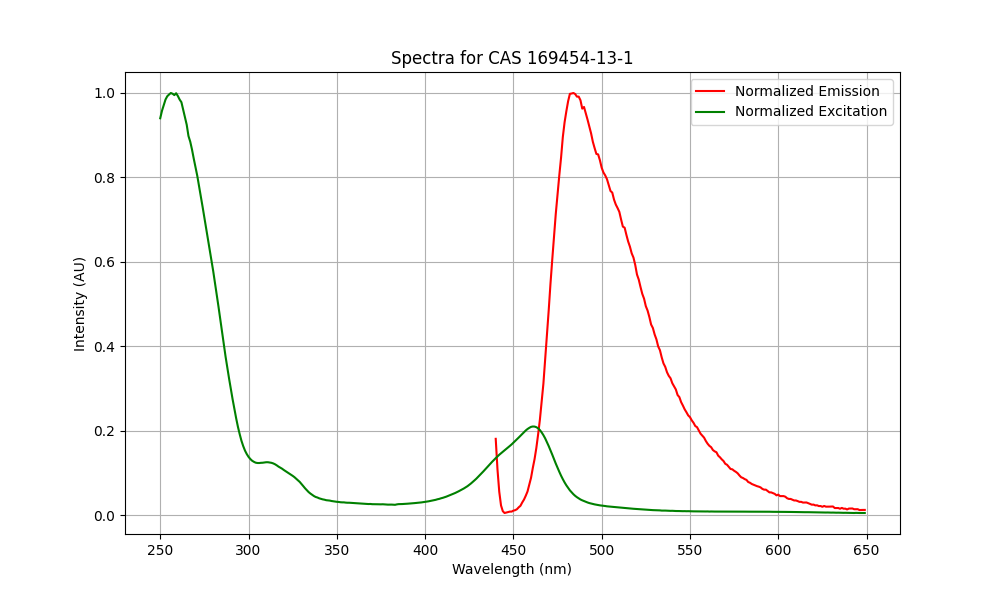 Spectra for CAS 169454-13-1
Normalized Emission
Normalized Excitation
Intensity (AU)
1.0
0.8
0.6
0.4
0.2
0.0
250 300 350 400 450 500 550 600 650
Wavelength (nm)